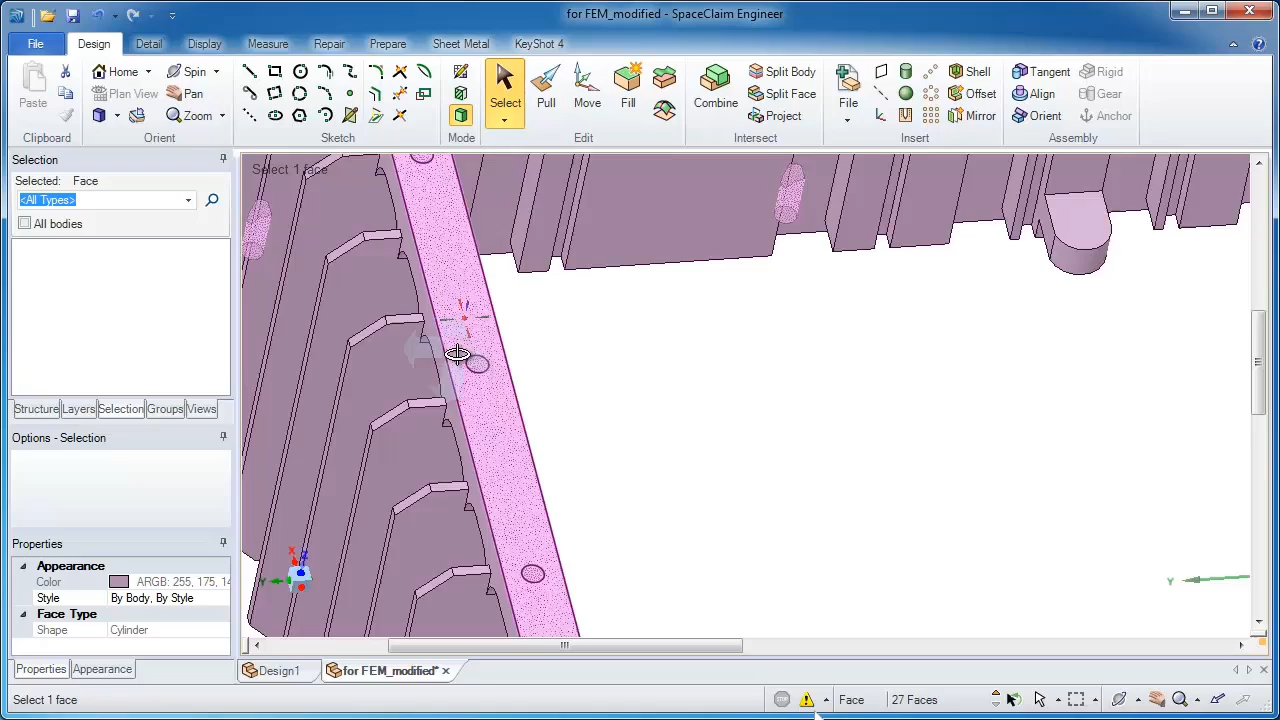 for FEM_modified - SpaceClaim Engineer
File Design Detail Display Measure Repair Prepare Sheet Metal KeyShot 4
Paste
Clipboard
Home Spin
Plan View Pan
Zoom
Orient
Sketch
Mode
Select Pull Move Fill
Edit
Combine Split Body
Split Face
Project
Intersect
File Shell
Offset
Mirror
Insert
Tangent Rigid
Align Gear
Orient Anchor
Assembly
Selection
Selected: Face
<All Types>
All bodies
Structure Layers Selection Groups Views
Options - Selection
Properties
Appearance
Color ARGB: 255, 175, 14
Style By Body, By Style
Face Type
Shape Cylinder
Properties Appearance
Select 1 face
X
Z
Y
Y
Design1 for FEM_modified*
Select 1 face
Face 27 Faces